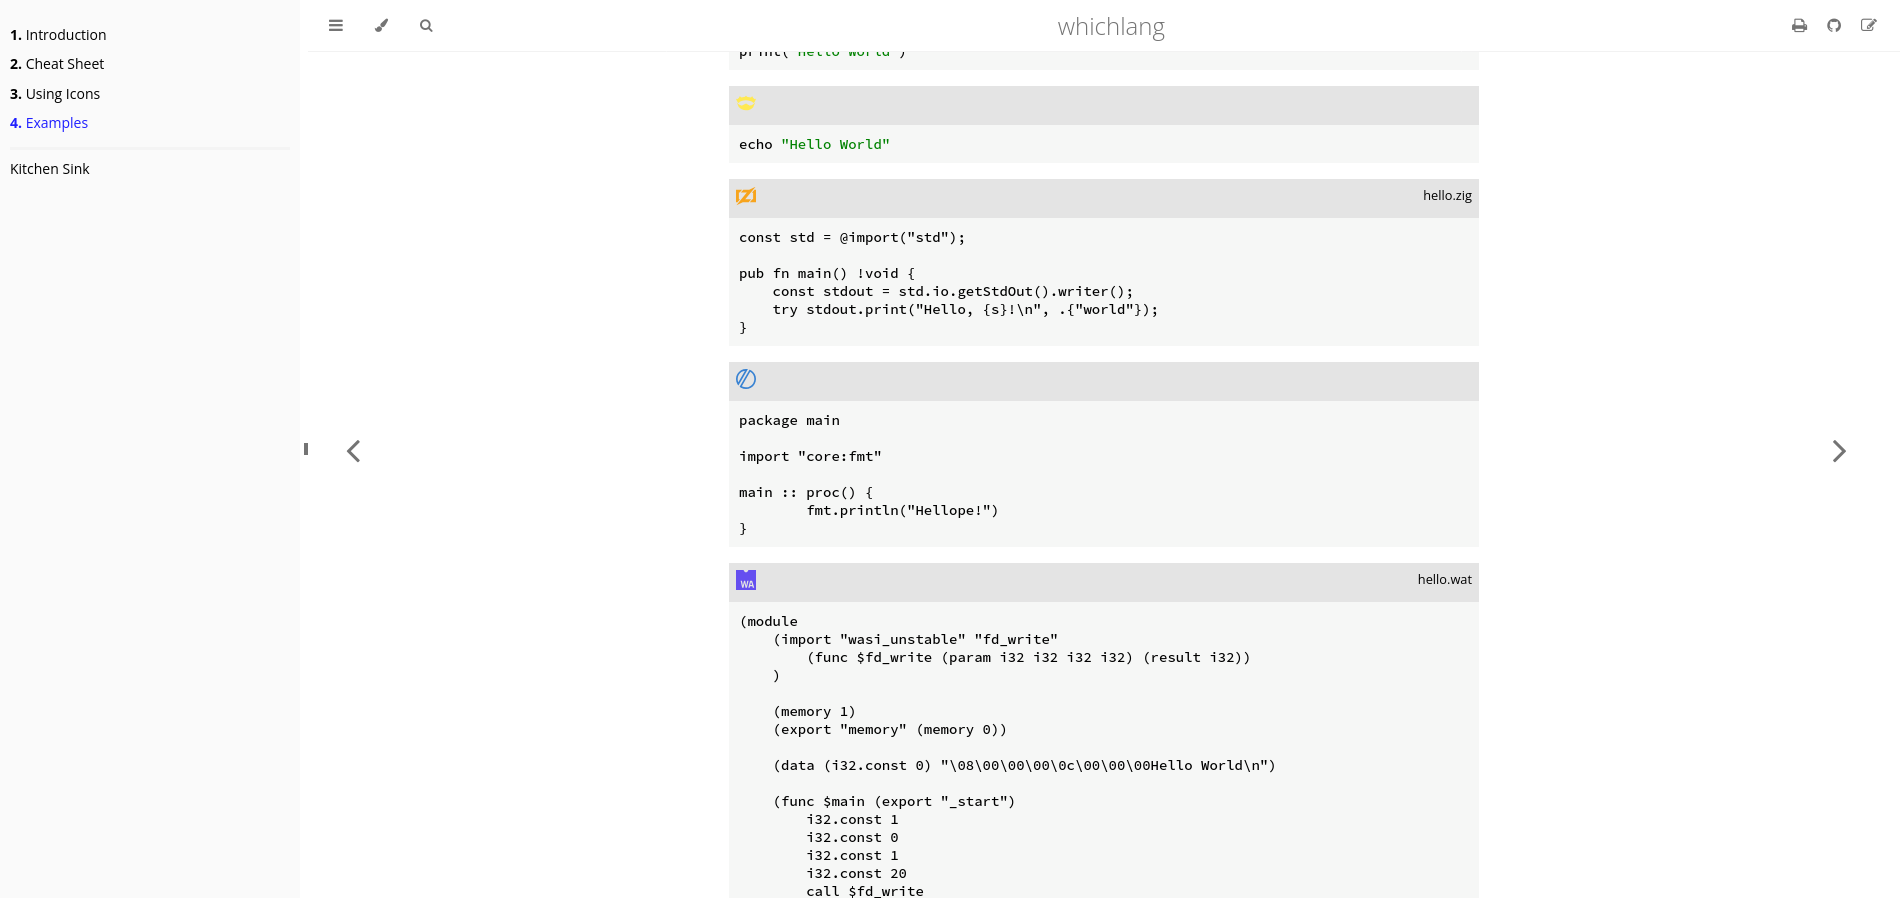 1. Introduction
2. Cheat Sheet
3. Using Icons
4. Examples
Kitchen Sink
whichlang
print("Hello World")
echo "Hello World"
hello.zig
const std = @import("std");
pub fn main() !void {
    const stdout = std.io.getStdOut().writer();
    try stdout.print("Hello, {s}!\n", .{"world"});
}
package main
import "core:fmt"
main :: proc() {
        fmt.println("Hellope!")
}
WA
hello.wat
(module
    (import "wasi_unstable" "fd_write"
        (func $fd_write (param i32 i32 i32 i32) (result i32))
    )
    (memory 1)
    (export "memory" (memory 0))
    (data (i32.const 0) "\08\00\00\00\0c\00\00\00Hello World\n")
    (func $main (export "_start")
        i32.const 1
        i32.const 0
        i32.const 1
        i32.const 20
        call $fd_write